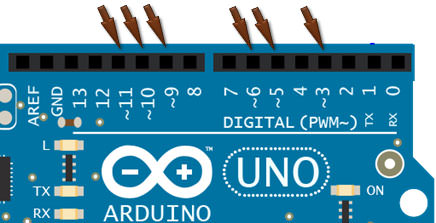 AREF GND 13 12 ~11 ~10 ~9 8 7 ~6 ~5 4 ~3 2 1 0
DIGITAL (PWM~) TX RX
L
TX
RX
TM
UNO
ON
ARDUINO